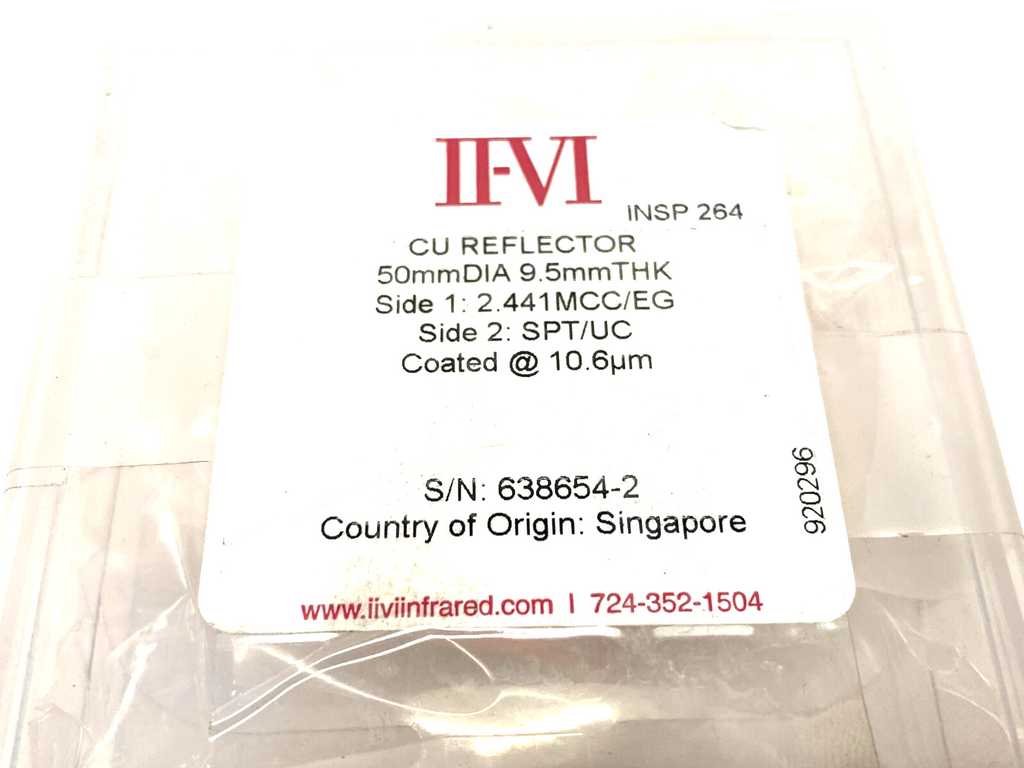 II-VI
INSP 264
CU REFLECTOR
50mmDIA 9.5mmTHK
Side 1: 2.441MCC/EG
Side 2: SPT/UC
Coated @ 10.6µm
S/N: 638654-2
Country of Origin: Singapore
920296
www.iiviinfrared.com I 724-352-1504